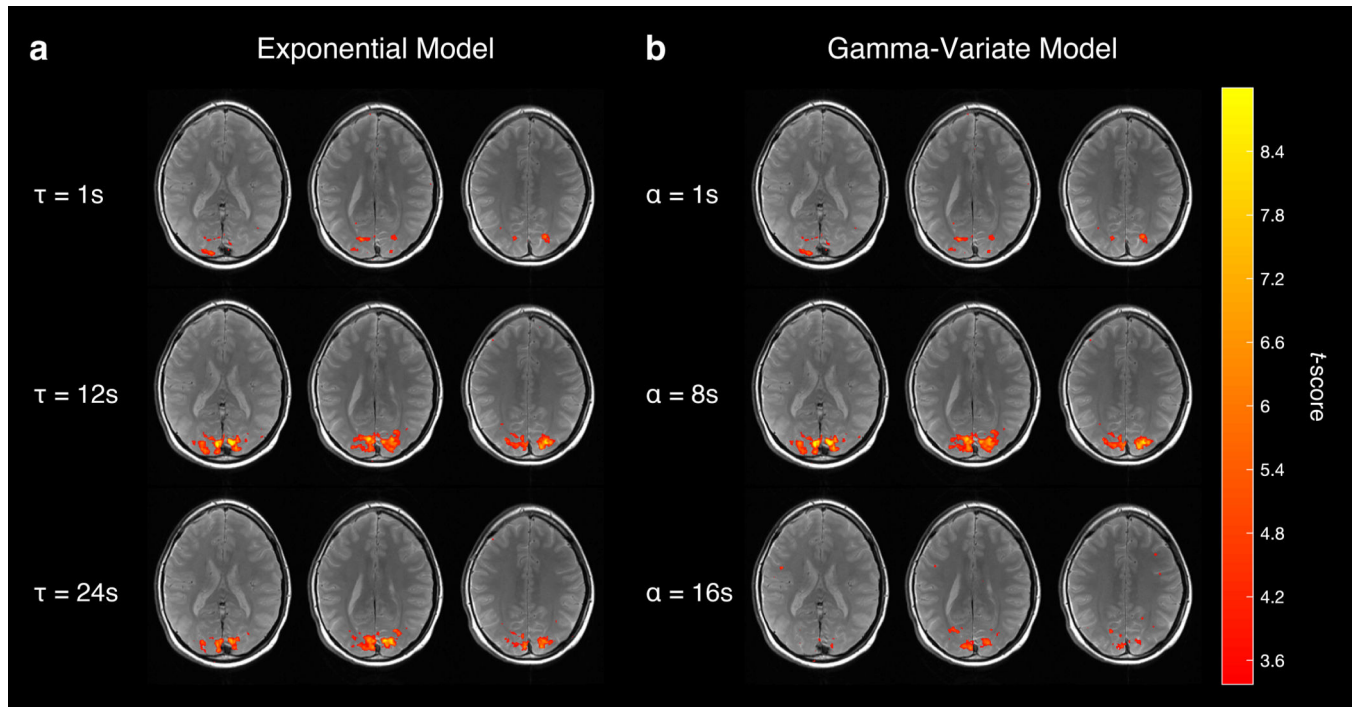 a Exponential Model
b Gamma-Variate Model
τ = 1s
α = 1s
τ = 12s
α = 8s
τ = 24s
α = 16s
8.4
7.8
7.2
6.6
6
5.4
4.8
4.2
3.6
t-score